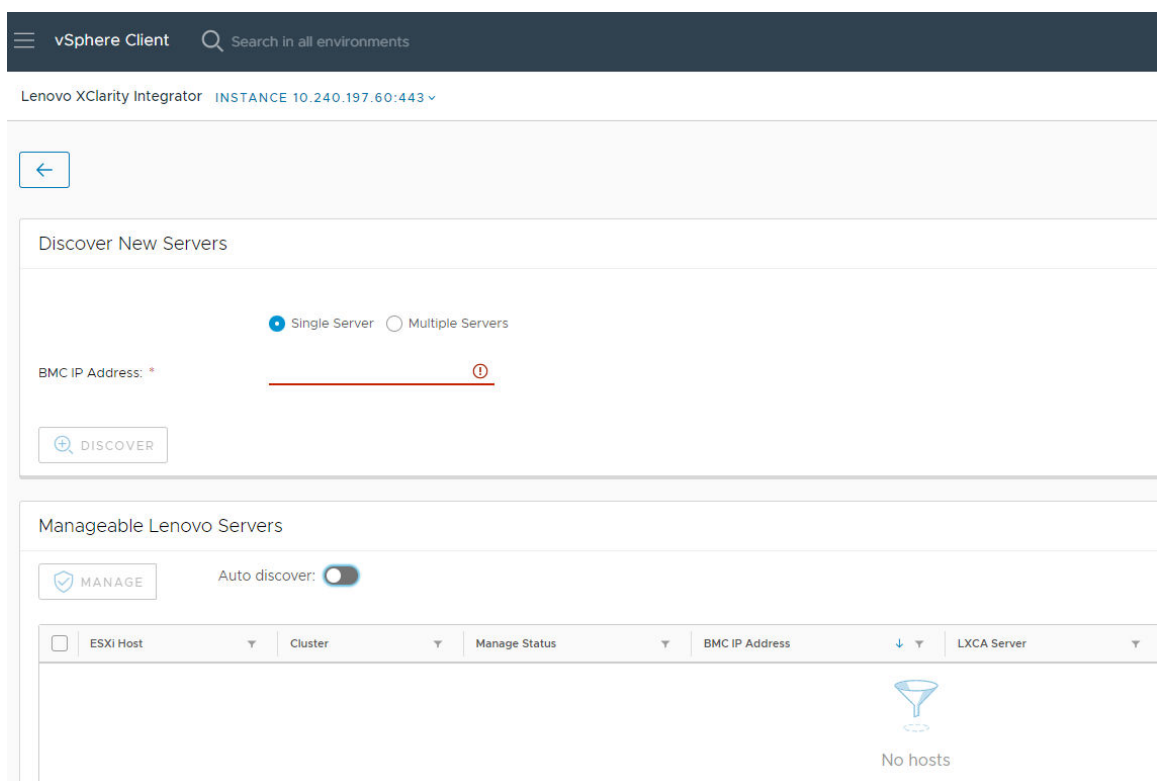 vSphere Client Search in all environments
Lenovo XClarity Integrator INSTANCE 10.240.197.60:443
Discover New Servers
Single Server Multiple Servers
BMC IP Address: *
DISCOVER
Manageable Lenovo Servers
MANAGE Auto discover:
ESXi Host Cluster Manage Status BMC IP Address LXCA Server
No hosts